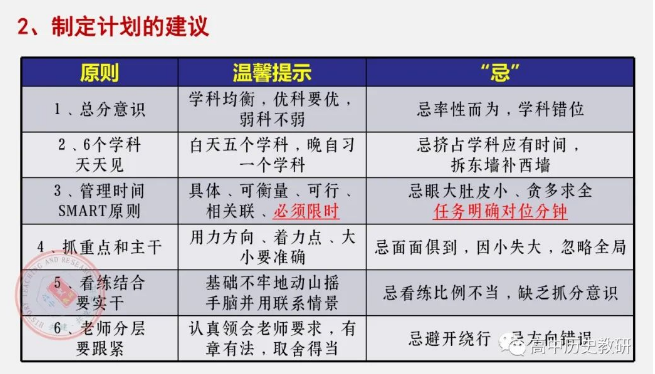 2、制定计划的建议
原则
温馨提示
“忌”
1、总分意识
学科均衡，优科要优，
弱科不弱
忌率性而为，学科错位
2、6个学科
天天见
白天五个学科，晚自习
一个学科
忌挤占学科应有时间，
拆东墙补西墙
3、管理时间
SMART原则
具体、可衡量、可行、
相关联、必须限时
忌眼大肚皮小、贪多求全
任务明确对位分钟
4、抓重点和主干
用力方向、着力点、大
小要准确
忌面面俱到，因小失大，忽略全局
5、看练结合
要实干
基础不牢地动山摇
手脑并用联系情景
忌看练比例不当，缺乏抓分意识
6、老师分层
要跟紧
认真领会老师要求，有
章有法，取舍得当
忌避开绕行，忌方向错误
高中历史教研